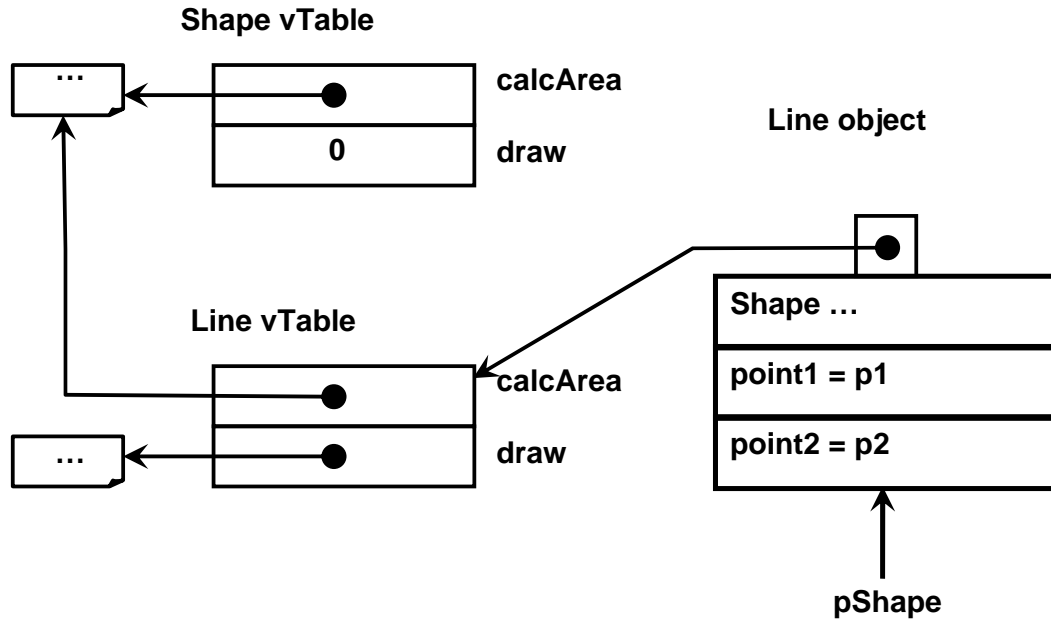 Shape vTable
...
calcArea
0
draw
Line object
Line vTable
Shape ...
calcArea
point1 = p1
...
draw
point2 = p2
pShape